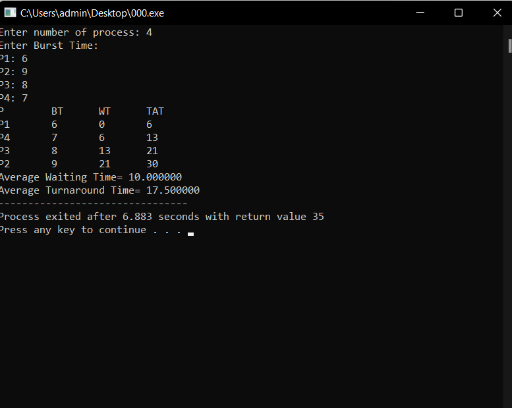 C:\Users\admin\Desktop\000.exe
Enter number of process: 4
Enter Burst Time:
P1: 6
P2: 9
P3: 8
P4: 7
P BT WT TAT
P1 6 0 6
P4 7 6 13
P3 8 13 21
P2 9 21 30
Average Waiting Time= 10.000000
Average Turnaround Time= 17.500000
--------------------------------
Process exited after 6.883 seconds with return value 35
Press any key to continue . . .